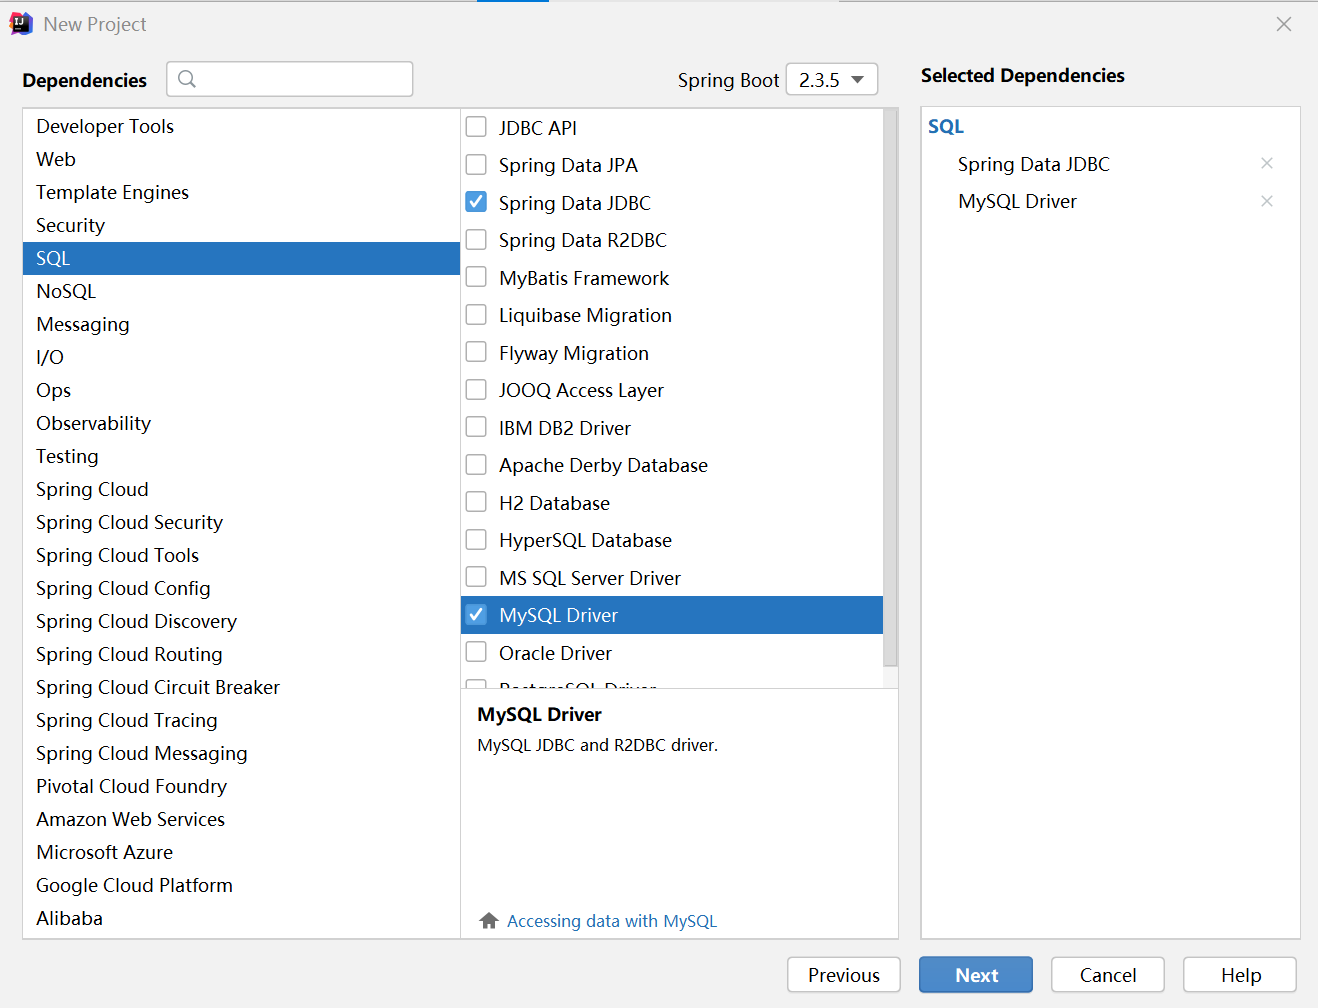 New Project
Dependencies
Spring Boot 2.3.5
Selected Dependencies
Developer Tools
Web
Template Engines
Security
SQL
NoSQL
Messaging
I/O
Ops
Observability
Testing
Spring Cloud
Spring Cloud Security
Spring Cloud Tools
Spring Cloud Config
Spring Cloud Discovery
Spring Cloud Routing
Spring Cloud Circuit Breaker
Spring Cloud Tracing
Spring Cloud Messaging
Pivotal Cloud Foundry
Amazon Web Services
Microsoft Azure
Google Cloud Platform
Alibaba
JDBC API
Spring Data JPA
Spring Data JDBC
Spring Data R2DBC
MyBatis Framework
Liquibase Migration
Flyway Migration
JOOQ Access Layer
IBM DB2 Driver
Apache Derby Database
H2 Database
HyperSQL Database
MS SQL Server Driver
MySQL Driver
Oracle Driver
PostgreSQL Driver
MySQL Driver
MySQL JDBC and R2DBC driver.
Accessing data with MySQL
SQL
Spring Data JDBC
MySQL Driver
Previous
Next
Cancel
Help